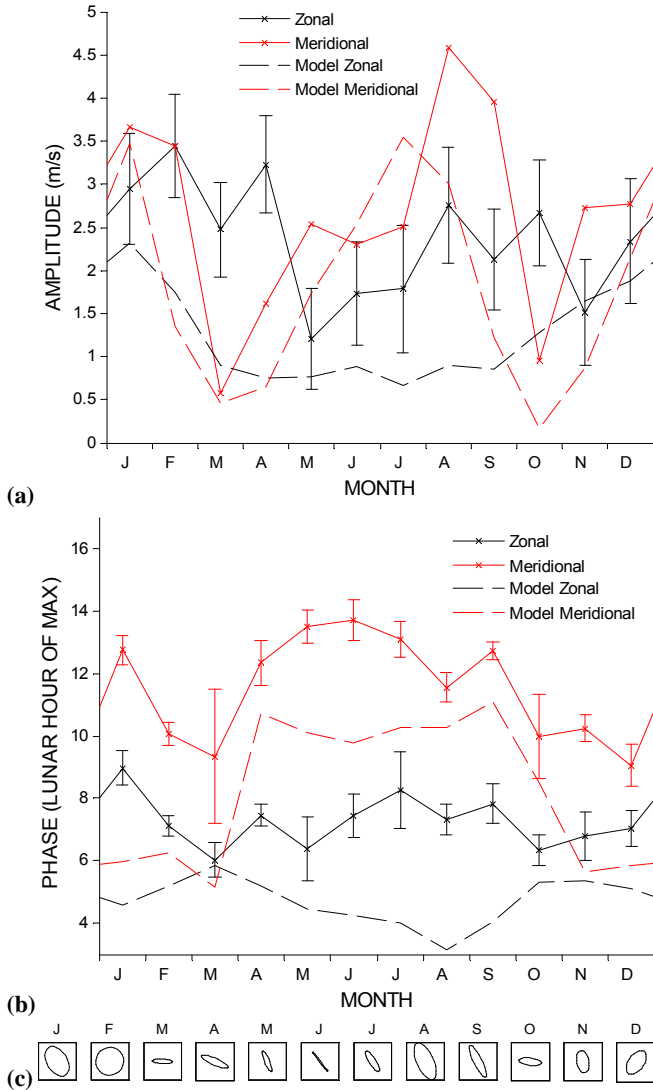 Zonal
Meridional
Model Zonal
Model Meridional
5
4.5
4
3.5
3
2.5
2
1.5
1
0.5
0
AMPLITUDE (m/s)
J F M A M J J A S O N D
MONTH
(a)
Zonal
Meridional
Model Zonal
Model Meridional
16
14
12
10
8
6
4
PHASE (LUNAR HOUR OF MAX)
J F M A M J J A S O N D
MONTH
(b)
J F M A M J J A S O N D
(c)